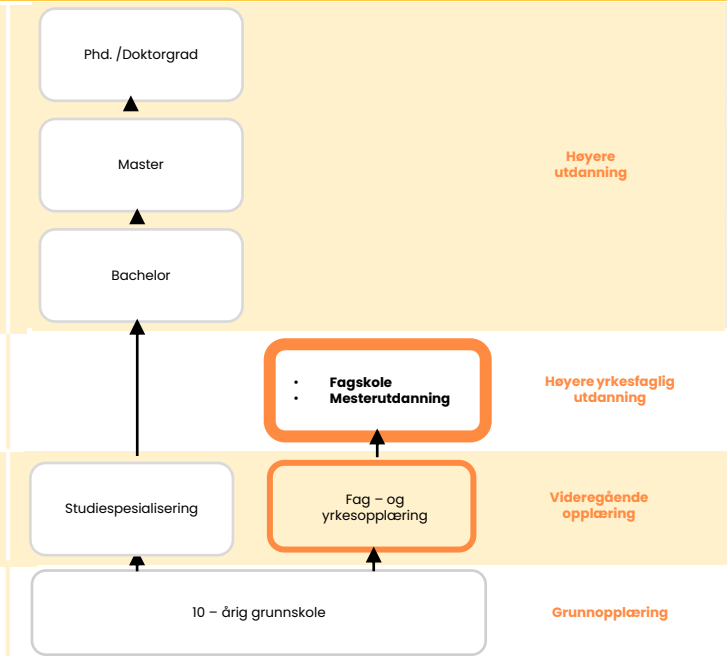 Phd. /Doktorgrad
Master
Høyere
utdanning
Bachelor
• Fagskole
• Mesterutdanning
Høyere yrkesfaglig
utdanning
Studiespesialisering
Fag – og
yrkesopplæring
Videregående
opplæring
10 – årig grunnskole
Grunnopplæring